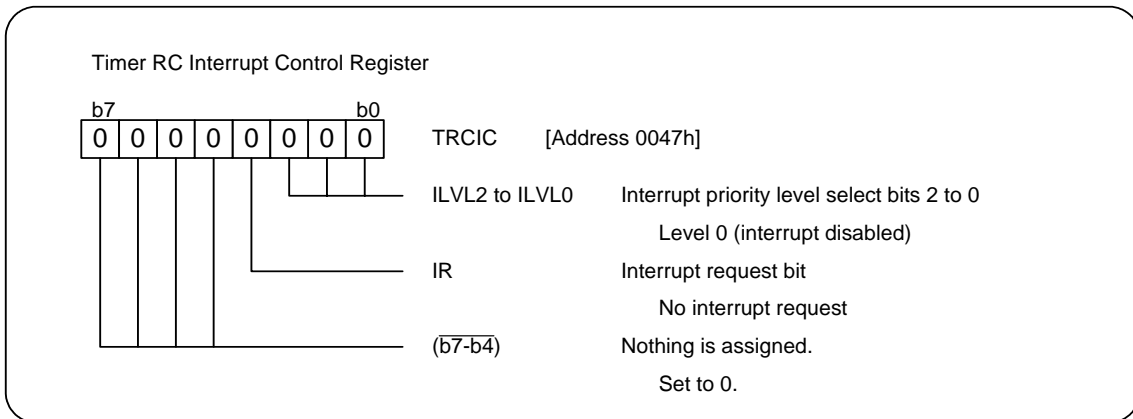 Timer RC Interrupt Control Register
b7 b0
0 0 0 0 0 0 0 0 TRCIC [Address 0047h]
ILVL2 to ILVL0 Interrupt priority level select bits 2 to 0
Level 0 (interrupt disabled)
IR Interrupt request bit
No interrupt request
(b7-b4) Nothing is assigned.
Set to 0.